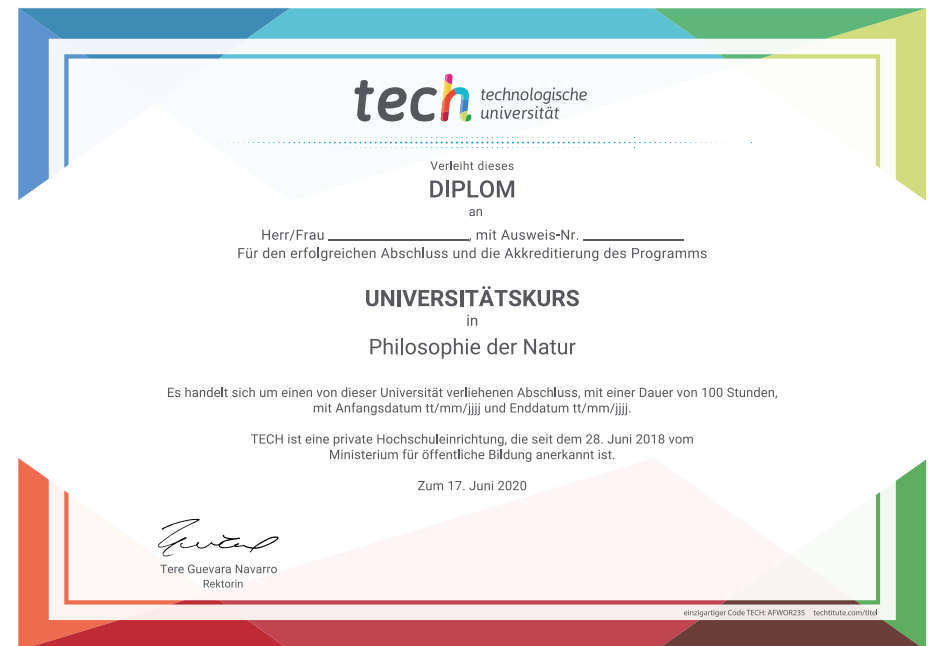 tech technologische
universität
Verleiht dieses
DIPLOM
an
Herr/Frau ____________________, mit Ausweis-Nr. ______________
Für den erfolgreichen Abschluss und die Akkreditierung des Programms
UNIVERSITÄTSKURS
in
Philosophie der Natur
Es handelt sich um einen von dieser Universität verliehenen Abschluss, mit einer Dauer von 100 Stunden,
mit Anfangsdatum tt/mm/jjjj und Enddatum tt/mm/jjjj.
TECH ist eine private Hochschuleinrichtung, die seit dem 28. Juni 2018 vom
Ministerium für öffentliche Bildung anerkannt ist.
Zum 17. Juni 2020
Tere Guevara Navarro
Rektorin
einzigartiger Code TECH: AFWOR23S techtitute.com/titel